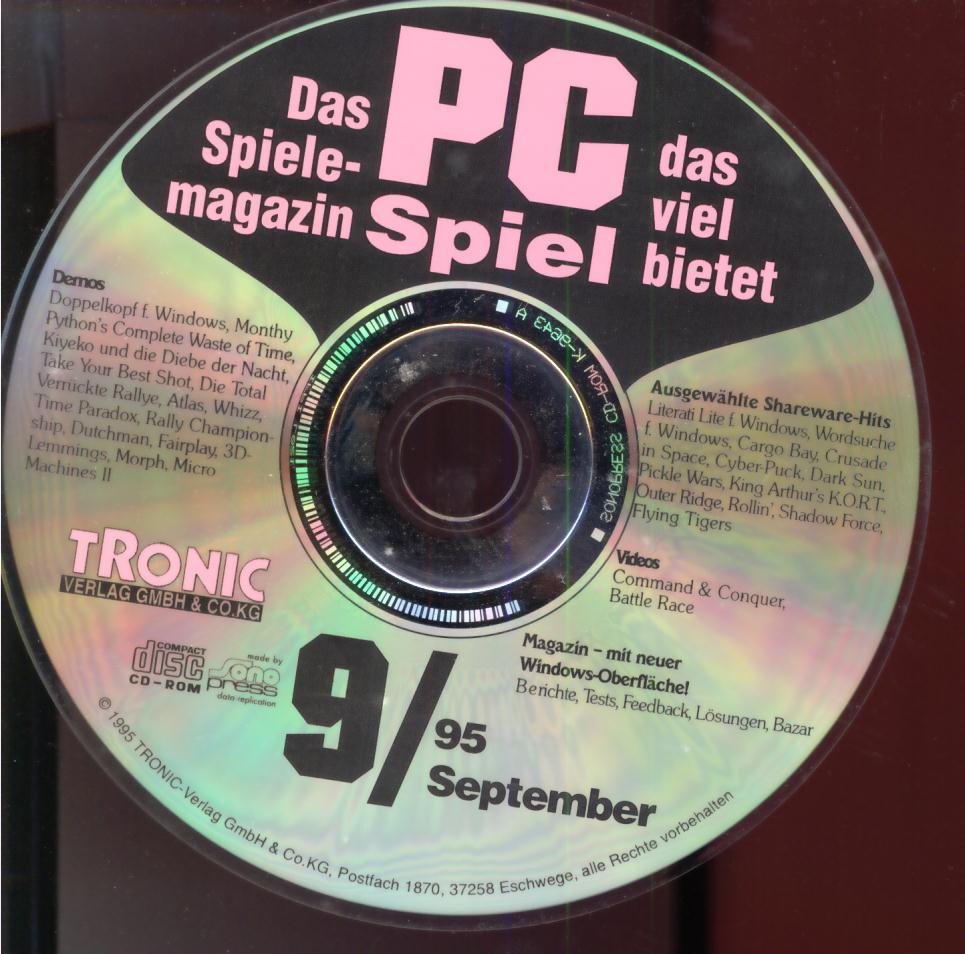 Das
Spiele-
magazin
PC
Spiel
das
viel
bietet
Demos
Doppelkopf f. Windows, Monthy
Python's Complete Waste of Time,
Kiyeko und die Diebe der Nacht,
Take Your Best Shot, Die Total
Verrückte Rallye, Atlas, Whizz,
Time Paradox, Rally Champion-
ship, Dutchman, Fairplay, 3D-
Lemmings, Morph, Micro
Machines II
SONOPRESS CD-ROM K-9643 A
Ausgewählte Shareware-Hits
Literati Lite f. Windows, Wordsuche
f. Windows, Cargo Bay, Crusade
in Space, Cyber-Puck, Dark Sun,
Pickle Wars, King Arthur's K.O.R.T.,
Outer Ridge, Rollin', Shadow Force,
Flying Tigers
Videos
Command & Conquer,
Battle Race
TRONIC
VERLAG GMBH & CO.KG
COMPACT
disc
CD-ROM
made by
sono
press
data replication
Magazin – mit neuer
Windows-Oberfläche!
Berichte, Tests, Feedback, Lösungen, Bazar
9/95
September
© 1995 TRONIC-Verlag GmbH & Co.KG, Postfach 1870, 37258 Eschwege, alle Rechte vorbehalten